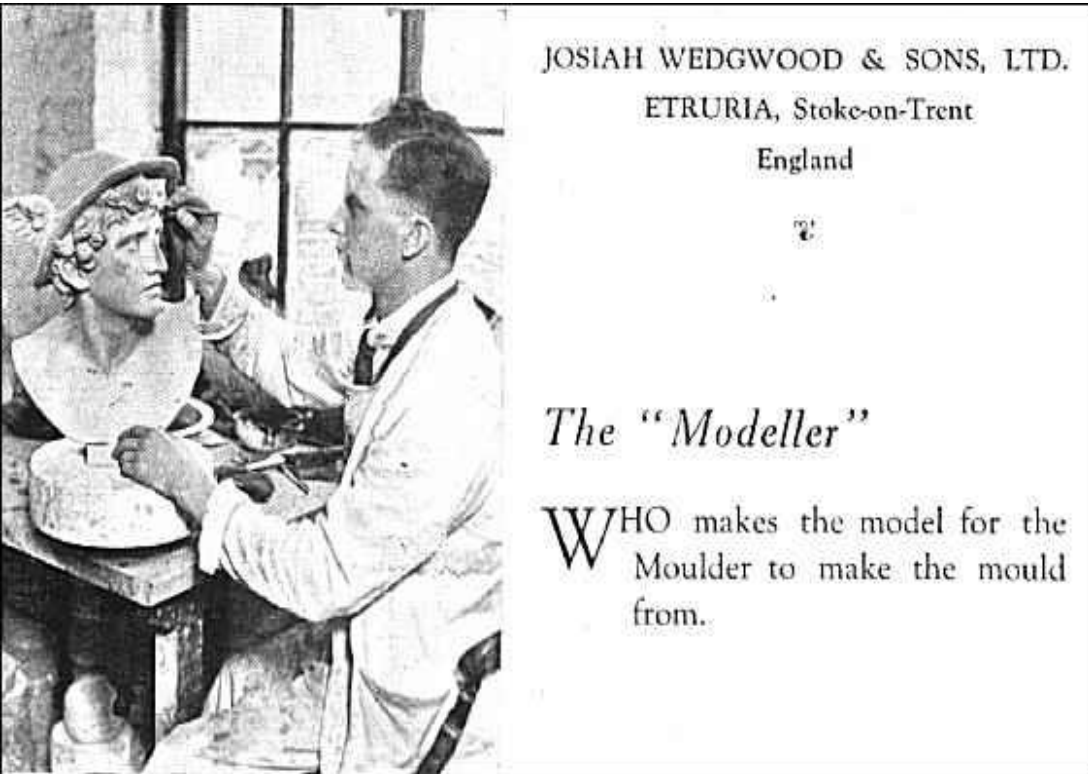 JOSIAH WEDGWOOD & SONS, LTD.
ETRURIA, Stoke-on-Trent
England
The "Modeller"
WHO makes the model for the
Moulder to make the mould
from.